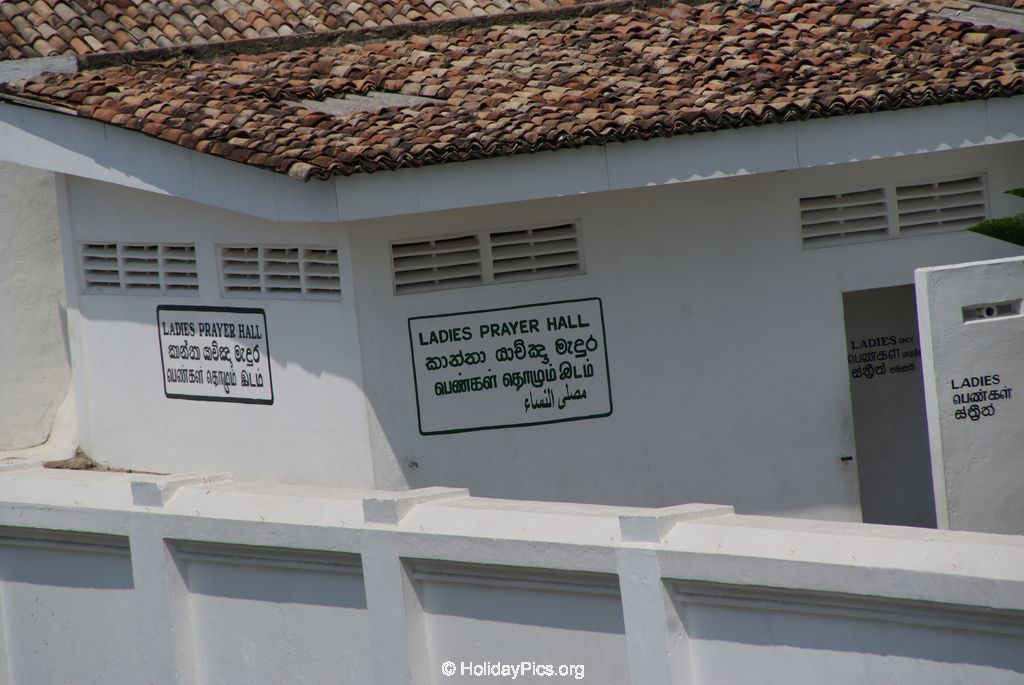 LADIES PRAYER HALL
කාන්තා යාච්ඤ මැදුර
பெண்கள் தொழும் இடம்
LADIES PRAYER HALL
කාන්තා යාච්ඤා මැදුර
பெண்கள் தொழும் இடம்
مصلى النساء
LADIES ONLY
பெண்கள்
ස්ත්‍රීන් පමණයි
LADIES
பெண்கள்
ස්ත්‍රීන්
© HolidayPics.org